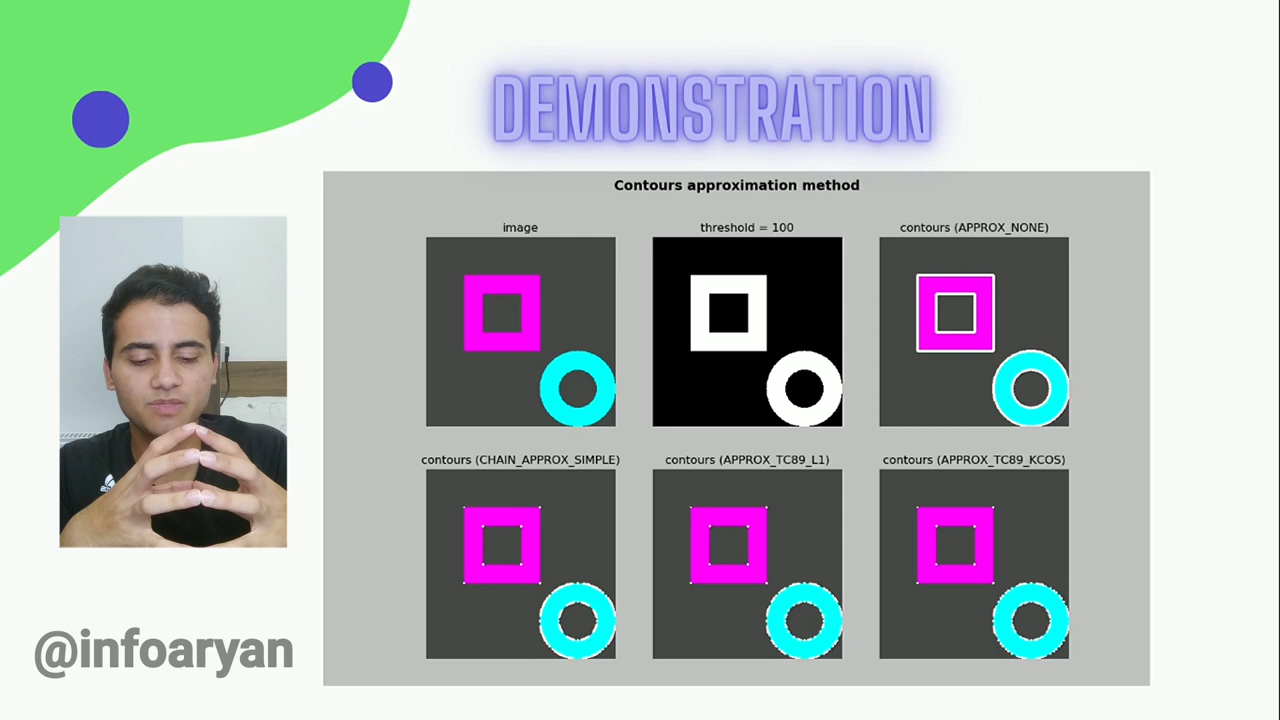 DEMONSTRATION
Contours approximation method
image
threshold = 100
contours (APPROX_NONE)
contours (CHAIN_APPROX_SIMPLE)
contours (APPROX_TC89_L1)
contours (APPROX_TC89_KCOS)
@infoaryan